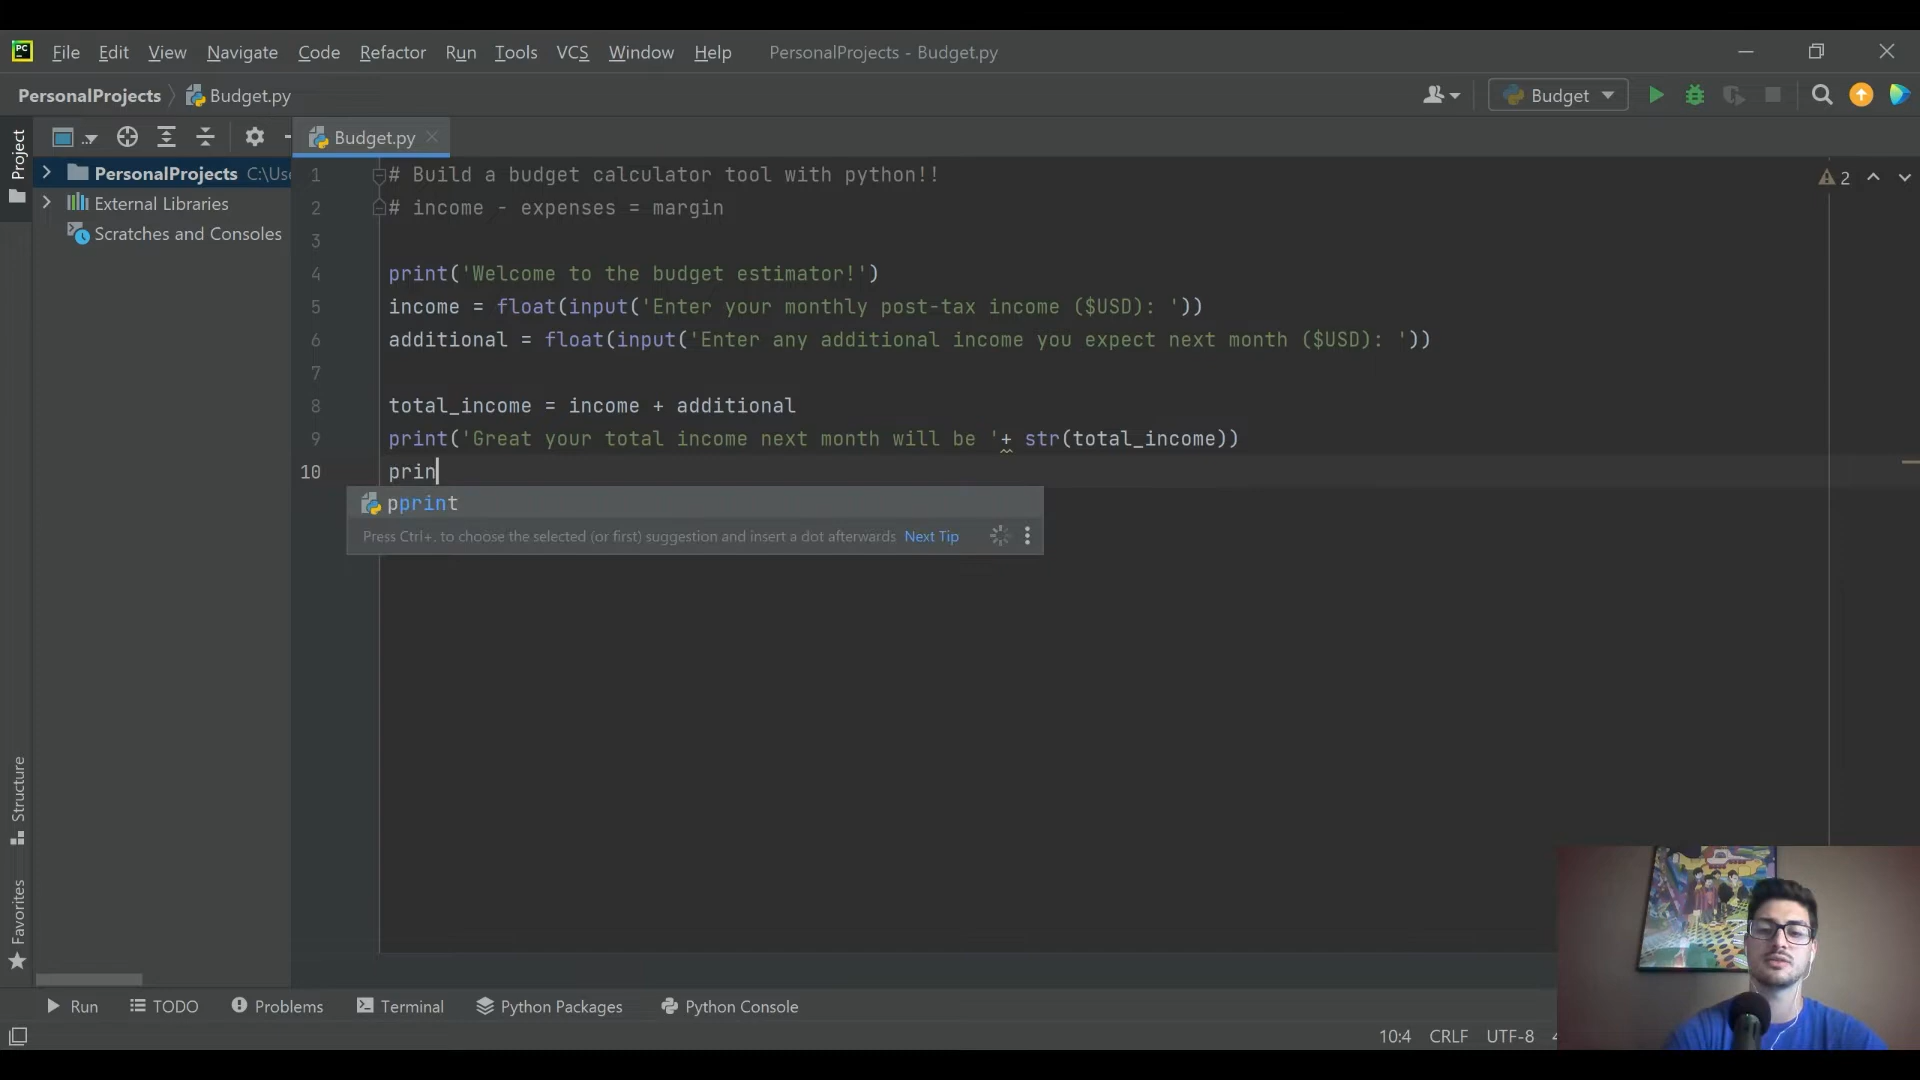 PC File Edit View Navigate Code Refactor Run Tools VCS Window Help PersonalProjects - Budget.py
PersonalProjects Budget.py Budget
Project
Budget.py
PersonalProjects C:\Use
External Libraries
Scratches and Consoles
1 # Build a budget calculator tool with python!!
2 # income - expenses = margin
3
4 print('Welcome to the budget estimator!')
5 income = float(input('Enter your monthly post-tax income ($USD): '))
6 additional = float(input('Enter any additional income you expect next month ($USD): '))
7
8 total_income = income + additional
9 print('Great your total income next month will be '+ str(total_income))
10 prin
2
pprint
Press Ctrl+. to choose the selected (or first) suggestion and insert a dot afterwards Next Tip
Structure
Favorites
Run TODO Problems Terminal Python Packages Python Console
10:4 CRLF UTF-8